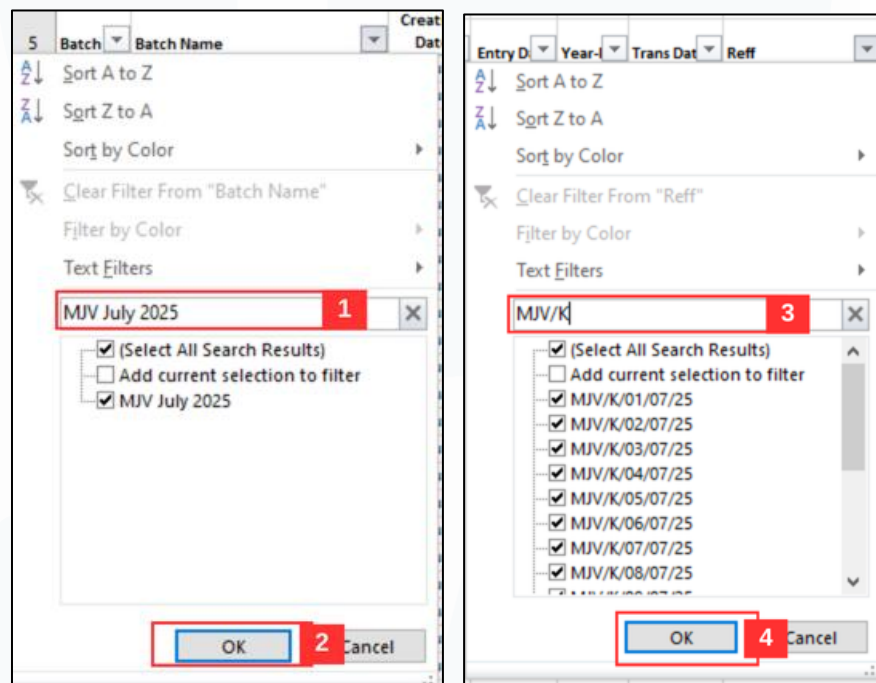 Creat
5 Batch Batch Name Dat
Sort A to Z
Sort Z to A
Sort by Color
Clear Filter From "Batch Name"
Filter by Color
Text Filters
MJV July 2025 1
(Select All Search Results)
Add current selection to filter
MJV July 2025
OK 2 Cancel
Entry D Year- Trans Dat Reff
Sort A to Z
Sort Z to A
Sort by Color
Clear Filter From "Reff"
Filter by Color
Text Filters
MJV/K 3
(Select All Search Results)
Add current selection to filter
MJV/K/01/07/25
MJV/K/02/07/25
MJV/K/03/07/25
MJV/K/04/07/25
MJV/K/05/07/25
MJV/K/06/07/25
MJV/K/07/07/25
MJV/K/08/07/25
OK 4 Cancel